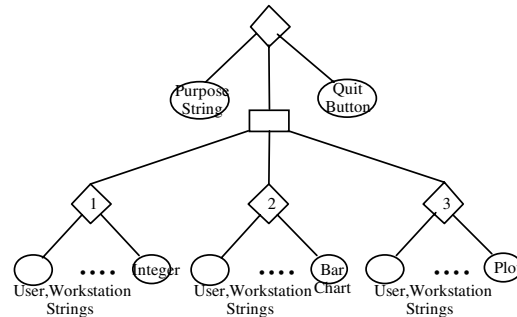 Purpose
String
Quit
Button
1
2
3
Integer
Bar
Chart
Plot
User,Workstation
Strings
User,Workstation
Strings
User,Workstation
Strings